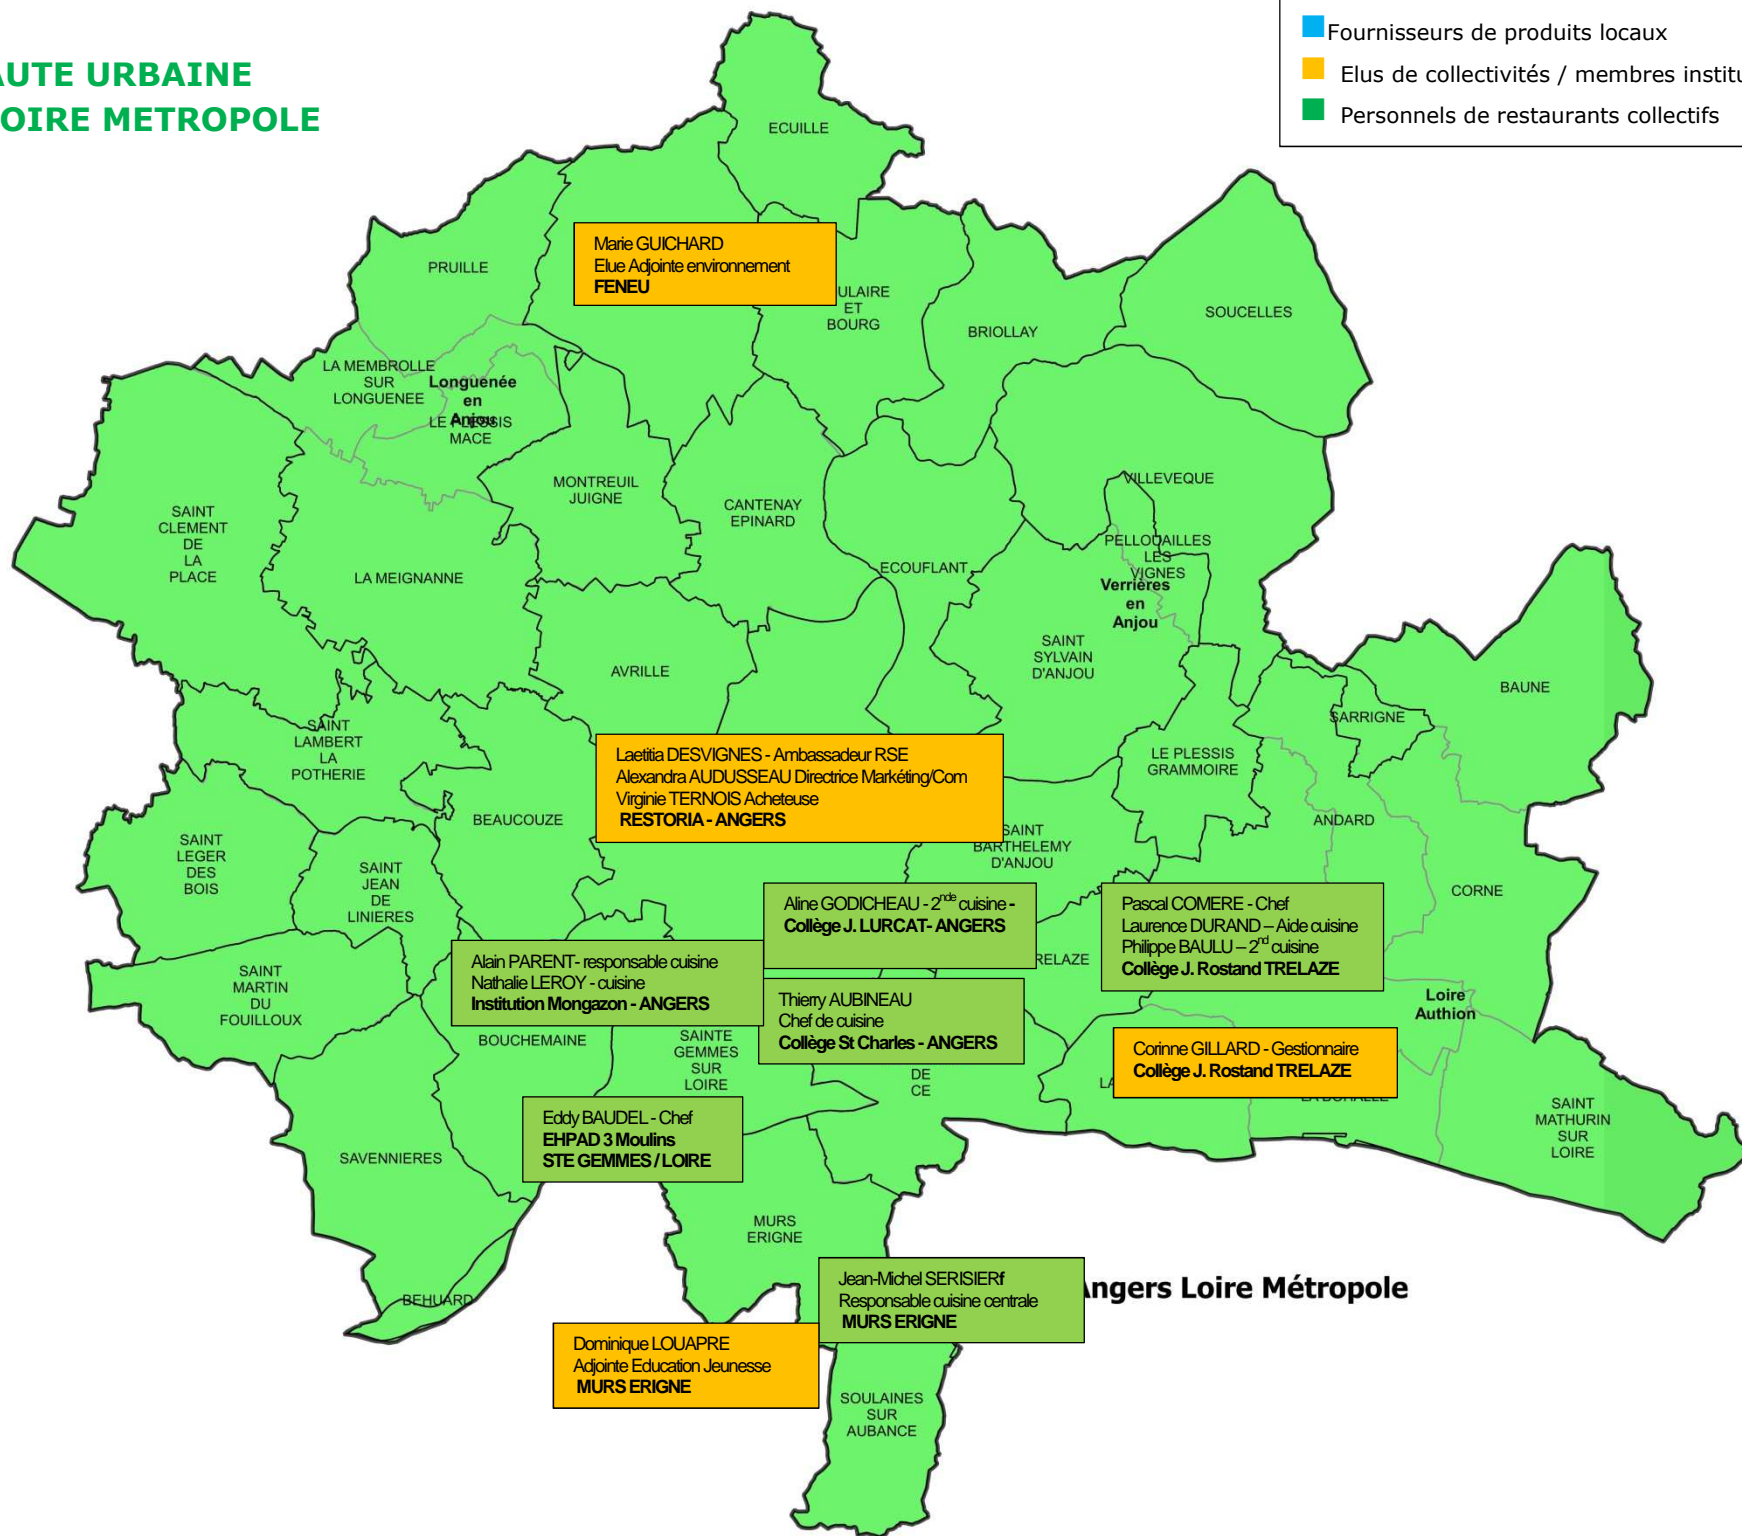 AUTE URBAINE
OIRE METROPOLE
Fournisseurs de produits locaux
Elus de collectivités / membres institu
Personnels de restaurants collectifs
ECUILLE
Marie GUICHARD
Elue Adjointe environnement
FENEU
PRUILLE
ULAIRE
ET
BOURG
BRIOLLAY
SOUCELLES
LA MEMBROLLE
SUR
LONGUENEE
Longuenée
en
Anjou
LE PLESSIS
MACE
MONTREUIL
JUIGNE
CANTENAY
EPINARD
VILLEVEQUE
SAINT
CLEMENT
DE
LA
PLACE
LA MEIGNANNE
ECOUFLANT
PELLOUAILLES
LES
VIGNES
Verrières
en
Anjou
SAINT
SYLVAIN
D'ANJOU
AVRILLE
BAUNE
SARRIGNE
SAINT
LAMBERT
LA
POTHERIE
LE PLESSIS
GRAMMOIRE
Laetitia DESVIGNES - Ambassadeur RSE
Alexandra AUDUSSEAU Directrice Markéting/Com
Virginie TERNOIS Acheteuse
RESTORIA - ANGERS
BEAUCOUZE
SAINT
BARTHELEMY
D'ANJOU
ANDARD
SAINT
LEGER
DES
BOIS
SAINT
JEAN
DE
LINIERES
CORNE
Aline GODICHEAU - 2nde cuisine -
Collège J. LURCAT- ANGERS
Pascal COMERE - Chef
Laurence DURAND – Aide cuisine
Philippe BAULU – 2nd cuisine
Collège J. Rostand TRELAZE
RELAZE
Alain PARENT- responsable cuisine
Nathalie LEROY - cuisine
Institution Mongazon - ANGERS
SAINT
MARTIN
DU
FOUILLOUX
Thierry AUBINEAU
Chef de cuisine
Collège St Charles - ANGERS
Loire
Authion
BOUCHEMAINE
SAINTE
GEMMES
SUR
LOIRE
DE
CE
Corinne GILLARD - Gestionnaire
Collège J. Rostand TRELAZE
LA
SAINT
MATHURIN
SUR
LOIRE
Eddy BAUDEL - Chef
EHPAD 3 Moulins
STE GEMMES / LOIRE
SAVENNIERES
MURS
ERIGNE
Jean-Michel SERISIERf
Responsable cuisine centrale
MURS ERIGNE
Angers Loire Métropole
BEHUARD
Dominique LOUAPRE
Adjointe Education Jeunesse
MURS ERIGNE
SOULAINES
SUR
AUBANCE